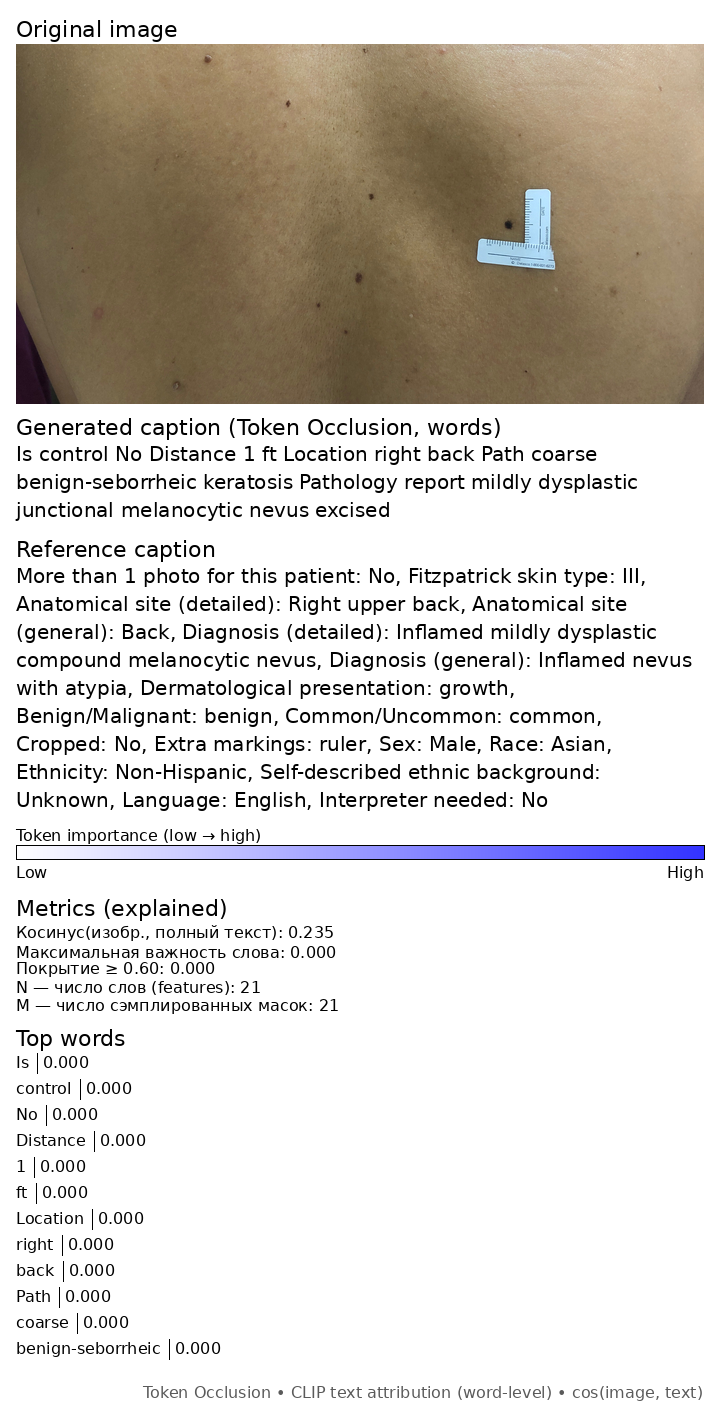 Original image
Generated caption (Token Occlusion, words)
Is control No Distance 1 ft Location right back Path coarse
benign-seborrheic keratosis Pathology report mildly dysplastic
junctional melanocytic nevus excised
Reference caption
More than 1 photo for this patient: No, Fitzpatrick skin type: III,
Anatomical site (detailed): Right upper back, Anatomical site
(general): Back, Diagnosis (detailed): Inflamed mildly dysplastic
compound melanocytic nevus, Diagnosis (general): Inflamed nevus
with atypia, Dermatological presentation: growth,
Benign/Malignant: benign, Common/Uncommon: common,
Cropped: No, Extra markings: ruler, Sex: Male, Race: Asian,
Ethnicity: Non-Hispanic, Self-described ethnic background:
Unknown, Language: English, Interpreter needed: No
Token importance (low → high)
Low High
Metrics (explained)
Косинус(изобр., полный текст): 0.235
Максимальная важность слова: 0.000
Покрытие ≥ 0.60: 0.000
N — число слов (features): 21
M — число сэмплированных масок: 21
Top words
Is 0.000
control 0.000
No 0.000
Distance 0.000
1 0.000
ft 0.000
Location 0.000
right 0.000
back 0.000
Path 0.000
coarse 0.000
benign-seborrheic 0.000
Token Occlusion • CLIP text attribution (word-level) • cos(image, text)